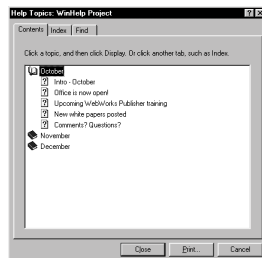 Help Topics: WinHelp Project
Contents Index Find
Click a topic, and then click Display. Or click another tab, such as Index.
October
Intro - October
Office is now open!
Upcoming WebWorks Publisher training
New white papers posted
Comments? Questions?
November
December
Close Print... Cancel